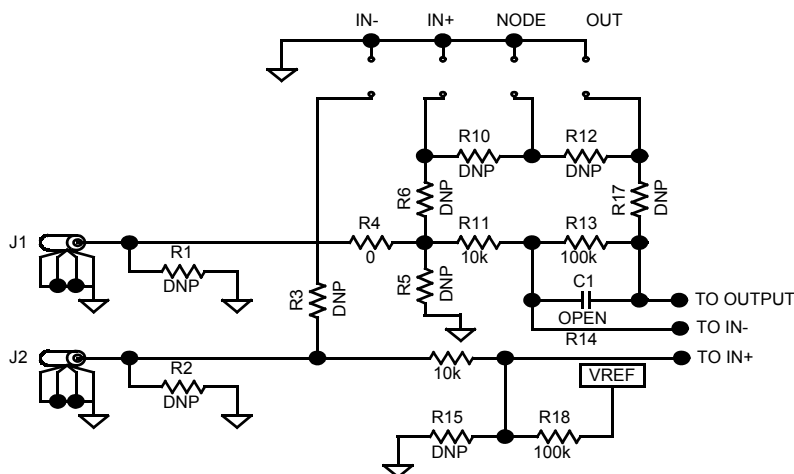 IN- IN+ NODE OUT
R10 R12
DNP DNP
R6 DNP R17 DNP
J1 R4 R11 R13
0 10k 100k
R1
DNP
R3 DNP R5 DNP C1
OPEN
TO OUTPUT
TO IN-
R14
J2 TO IN+
10k
R2
DNP
VREF
R15 R18
DNP 100k